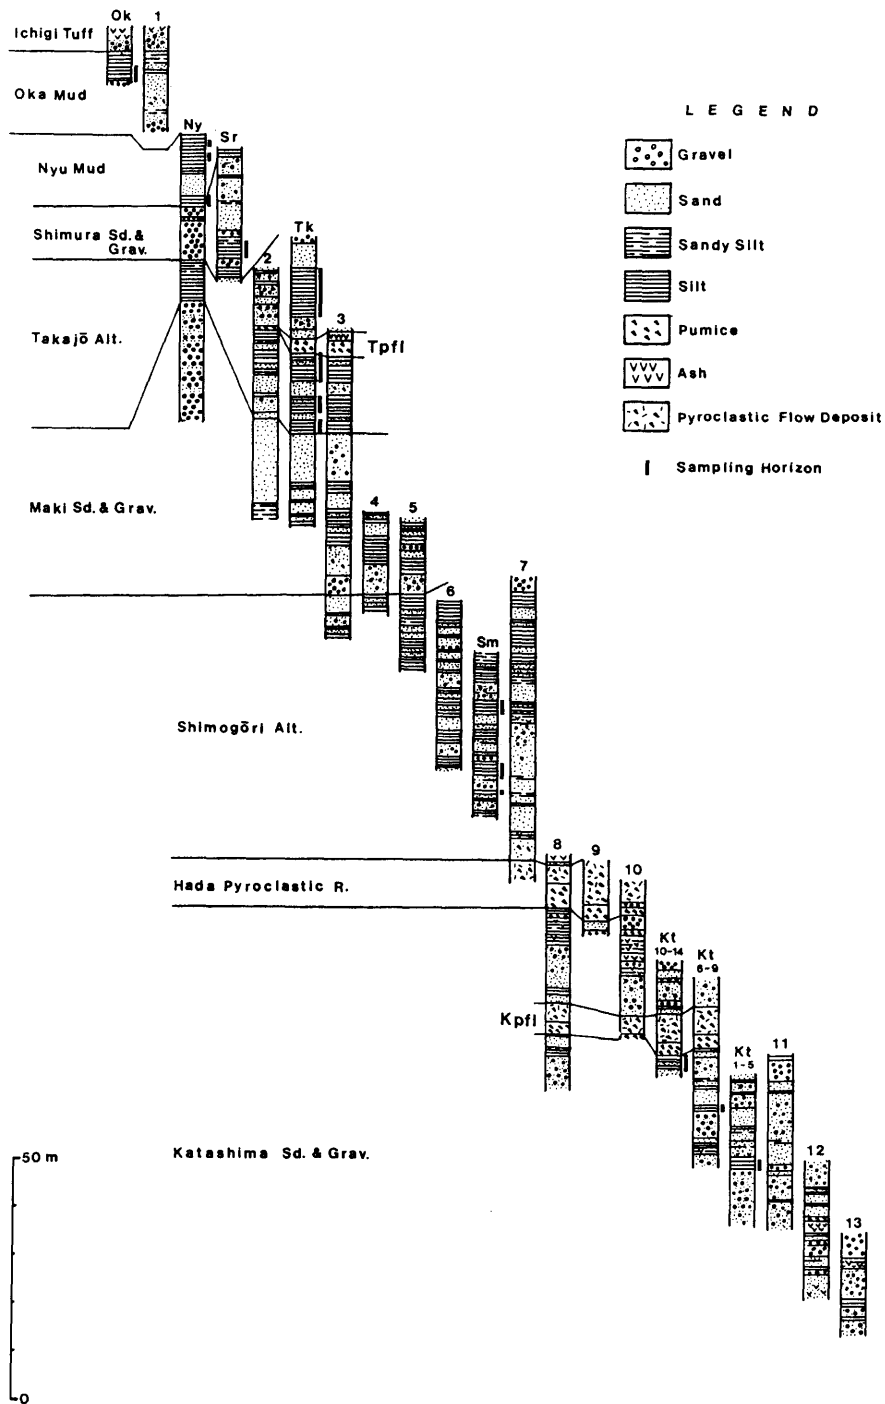 Ok 1
Ichigi Tuff
Oka Mud
Ny
Sr
Nyu Mud
Shimura Sd.&
Grav.
2
Tk
3
Takajō Alt.
Tpfl
Maki Sd.& Grav.
4
5
6
7
Sm
Shimogōri Alt.
8
9
10
Hada Pyroclastic R.
Kt
10-14
Kt
6-9
Kpfl
Kt
1-5
11
Katashima Sd.& Grav.
12
13
50 m
0
LEGEND
Gravel
Sand
Sandy Silt
Silt
Pumice
Ash
Pyroclastic Flow Deposit
Sampling Horizon